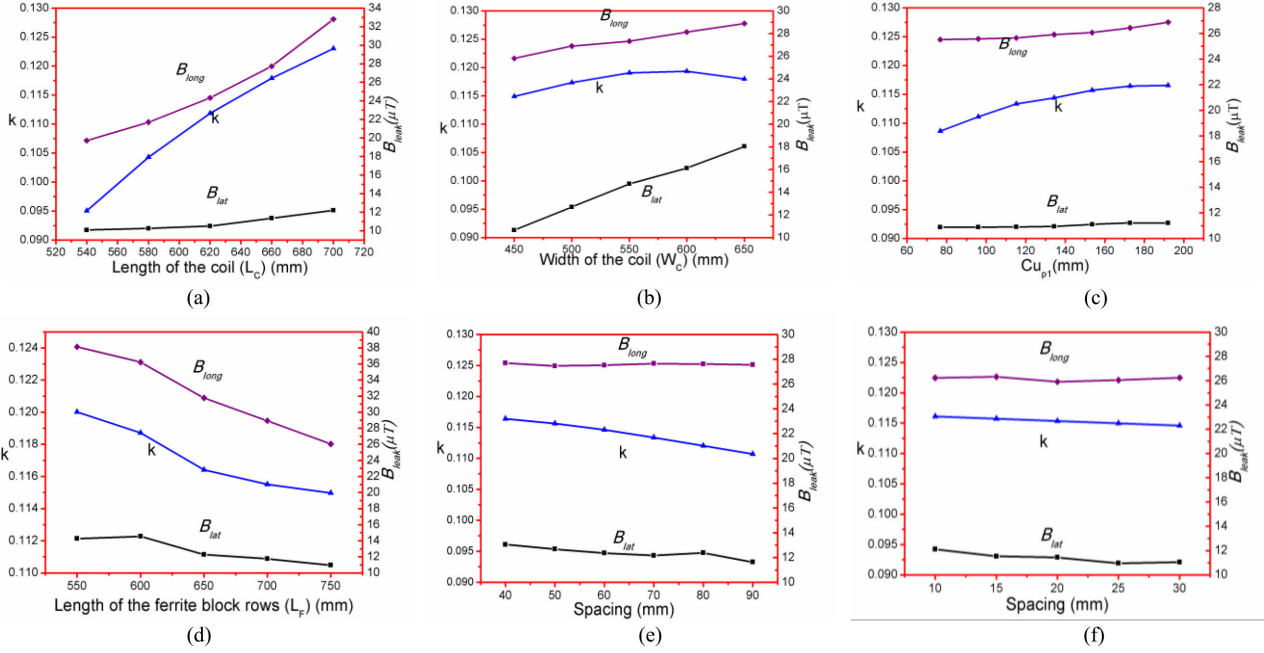 0.130
0.125
0.120
0.115
0.110
0.105
0.100
0.095
0.090
k
B_long
k
B_lat
34
32
30
28
26
24
22
20
18
16
14
12
10
B_leak(μT)
520 540 560 580 600 620 640 660 680 700 720
Length of the coil (L_C) (mm)
(a)
0.130
0.125
0.120
0.115
0.110
0.105
0.100
0.095
0.090
k
B_long
k
B_lat
30
28
26
24
22
20
18
16
14
12
10
B_leak(μT)
450 500 550 600 650
Width of the coil (W_C) (mm)
(b)
0.130
0.125
0.120
0.115
0.110
0.105
0.100
0.095
0.090
k
B_long
k
B_lat
28
26
24
22
20
18
16
14
12
10
B_leak(μT)
60 80 100 120 140 160 180 200
Cu_p1(mm)
(c)
0.124
0.122
0.120
0.118
0.116
0.114
0.112
0.110
k
B_long
k
B_lat
40
38
36
34
32
30
28
26
24
22
20
18
16
14
12
10
B_leak(μT)
550 600 650 700 750
Length of the ferrite block rows (L_F) (mm)
(d)
0.130
0.125
0.120
0.115
0.110
0.105
0.100
0.095
0.090
k
B_long
k
B_lat
30
28
26
24
22
20
18
16
14
12
10
B_leak(μT)
40 50 60 70 80 90
Spacing (mm)
(e)
0.130
0.125
0.120
0.115
0.110
0.105
0.100
0.095
0.090
k
B_long
k
B_lat
30
28
26
24
22
20
18
16
14
12
10
B_leak(μT)
10 15 20 25 30
Spacing (mm)
(f)